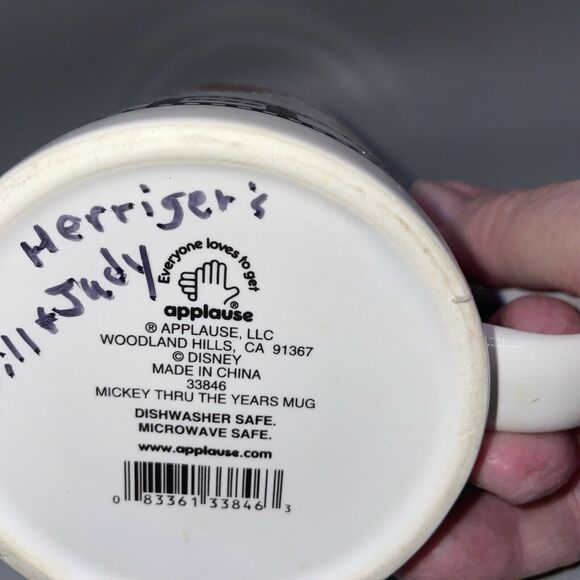 Herriger's
& Judy
Everyone loves to get
applause®
® APPLAUSE, LLC
WOODLAND HILLS, CA 91367
© DISNEY
MADE IN CHINA
33846
MICKEY THRU THE YEARS MUG
DISHWASHER SAFE.
MICROWAVE SAFE.
www.applause.com
0 83361 33846 3